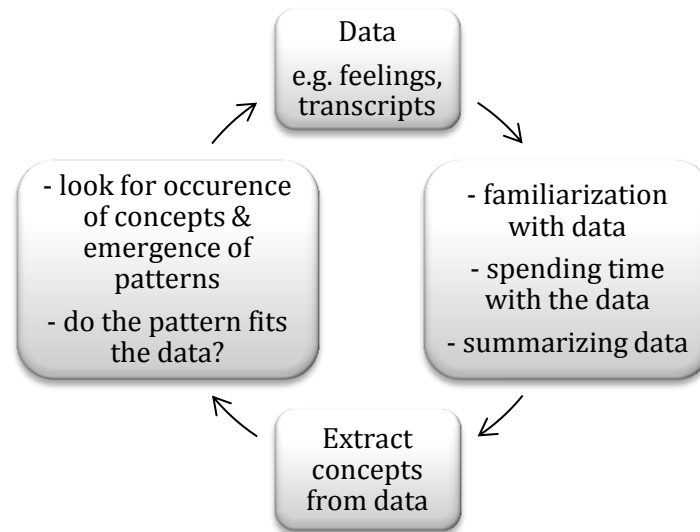 Data
e.g. feelings,
transcripts
- familiarization
with data
- spending time
with the data
- summarizing data
Extract
concepts
from data
- look for occurence
of concepts &
emergence of
patterns
- do the pattern fits
the data?